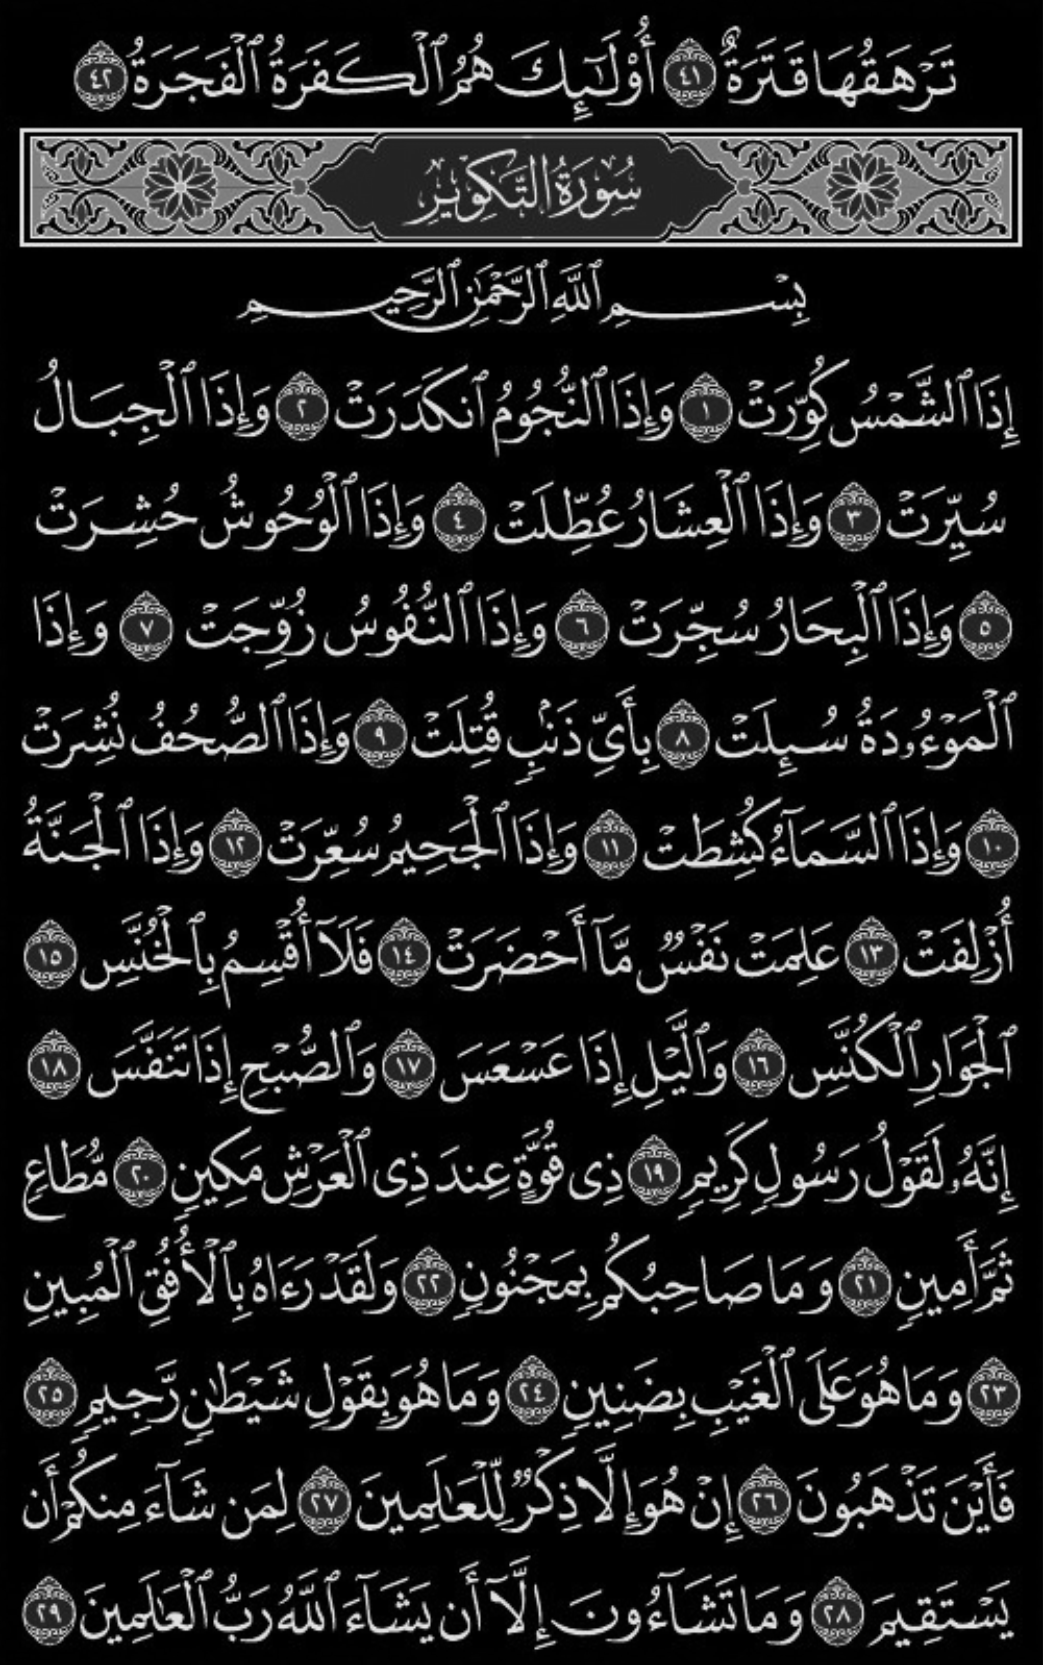 تَرْهَقُهَا قَتَرَةٌ ٤١ أُوْلَٰٓئِكَ هُمُ ٱلْكَفَرَةُ ٱلْفَجَرَةُ ٤٢
سُورَةُ التَّكْوِيرِ
بِسْمِ ٱللَّهِ ٱلرَّحْمَٰنِ ٱلرَّحِيمِ
إِذَا ٱلشَّمْسُ كُوِّرَتْ ١ وَإِذَا ٱلنُّجُومُ ٱنكَدَرَتْ ٢ وَإِذَا ٱلْجِبَالُ
سُيِّرَتْ ٣ وَإِذَا ٱلْعِشَارُ عُطِّلَتْ ٤ وَإِذَا ٱلْوُحُوشُ حُشِرَتْ
٥ وَإِذَا ٱلْبِحَارُ سُجِّرَتْ ٦ وَإِذَا ٱلنُّفُوسُ زُوِّجَتْ ٧ وَإِذَا
ٱلْمَوْءُۥدَةُ سُئِلَتْ ٨ بِأَىِّ ذَنۢبٍ قُتِلَتْ ٩ وَإِذَا ٱلصُّحُفُ نُشِرَتْ
١٠ وَإِذَا ٱلسَّمَآءُ كُشِطَتْ ١١ وَإِذَا ٱلْجَحِيمُ سُعِّرَتْ ١٢ وَإِذَا ٱلْجَنَّةُ
أُزْلِفَتْ ١٣ عَلِمَتْ نَفْسٌ مَّآ أَحْضَرَتْ ١٤ فَلَآ أُقْسِمُ بِٱلْخُنَّسِ ١٥
ٱلْجَوَارِ ٱلْكُنَّسِ ١٦ وَٱلَّيْلِ إِذَا عَسْعَسَ ١٧ وَٱلصُّبْحِ إِذَا تَنَفَّسَ ١٨
إِنَّهُۥ لَقَوْلُ رَسُولٍ كَرِيمٍ ١٩ ذِى قُوَّةٍ عِندَ ذِى ٱلْعَرْشِ مَكِينٍ ٢٠ مُّطَاعٍ
ثَمَّ أَمِينٍ ٢١ وَمَا صَاحِبُكُم بِمَجْنُونٍ ٢٢ وَلَقَدْ رَءَاهُ بِٱلْأُفُقِ ٱلْمُبِينِ
٢٣ وَمَا هُوَ عَلَى ٱلْغَيْبِ بِضَنِينٍ ٢٤ وَمَا هُوَ بِقَوْلِ شَيْطَٰنٍ رَّجِيمٍ ٢٥
فَأَيْنَ تَذْهَبُونَ ٢٦ إِنْ هُوَ إِلَّا ذِكْرٌ لِّلْعَٰلَمِينَ ٢٧ لِمَن شَآءَ مِنكُمْ أَن
يَسْتَقِيمَ ٢٨ وَمَا تَشَآءُونَ إِلَّآ أَن يَشَآءَ ٱللَّهُ رَبُّ ٱلْعَٰلَمِينَ ٢٩